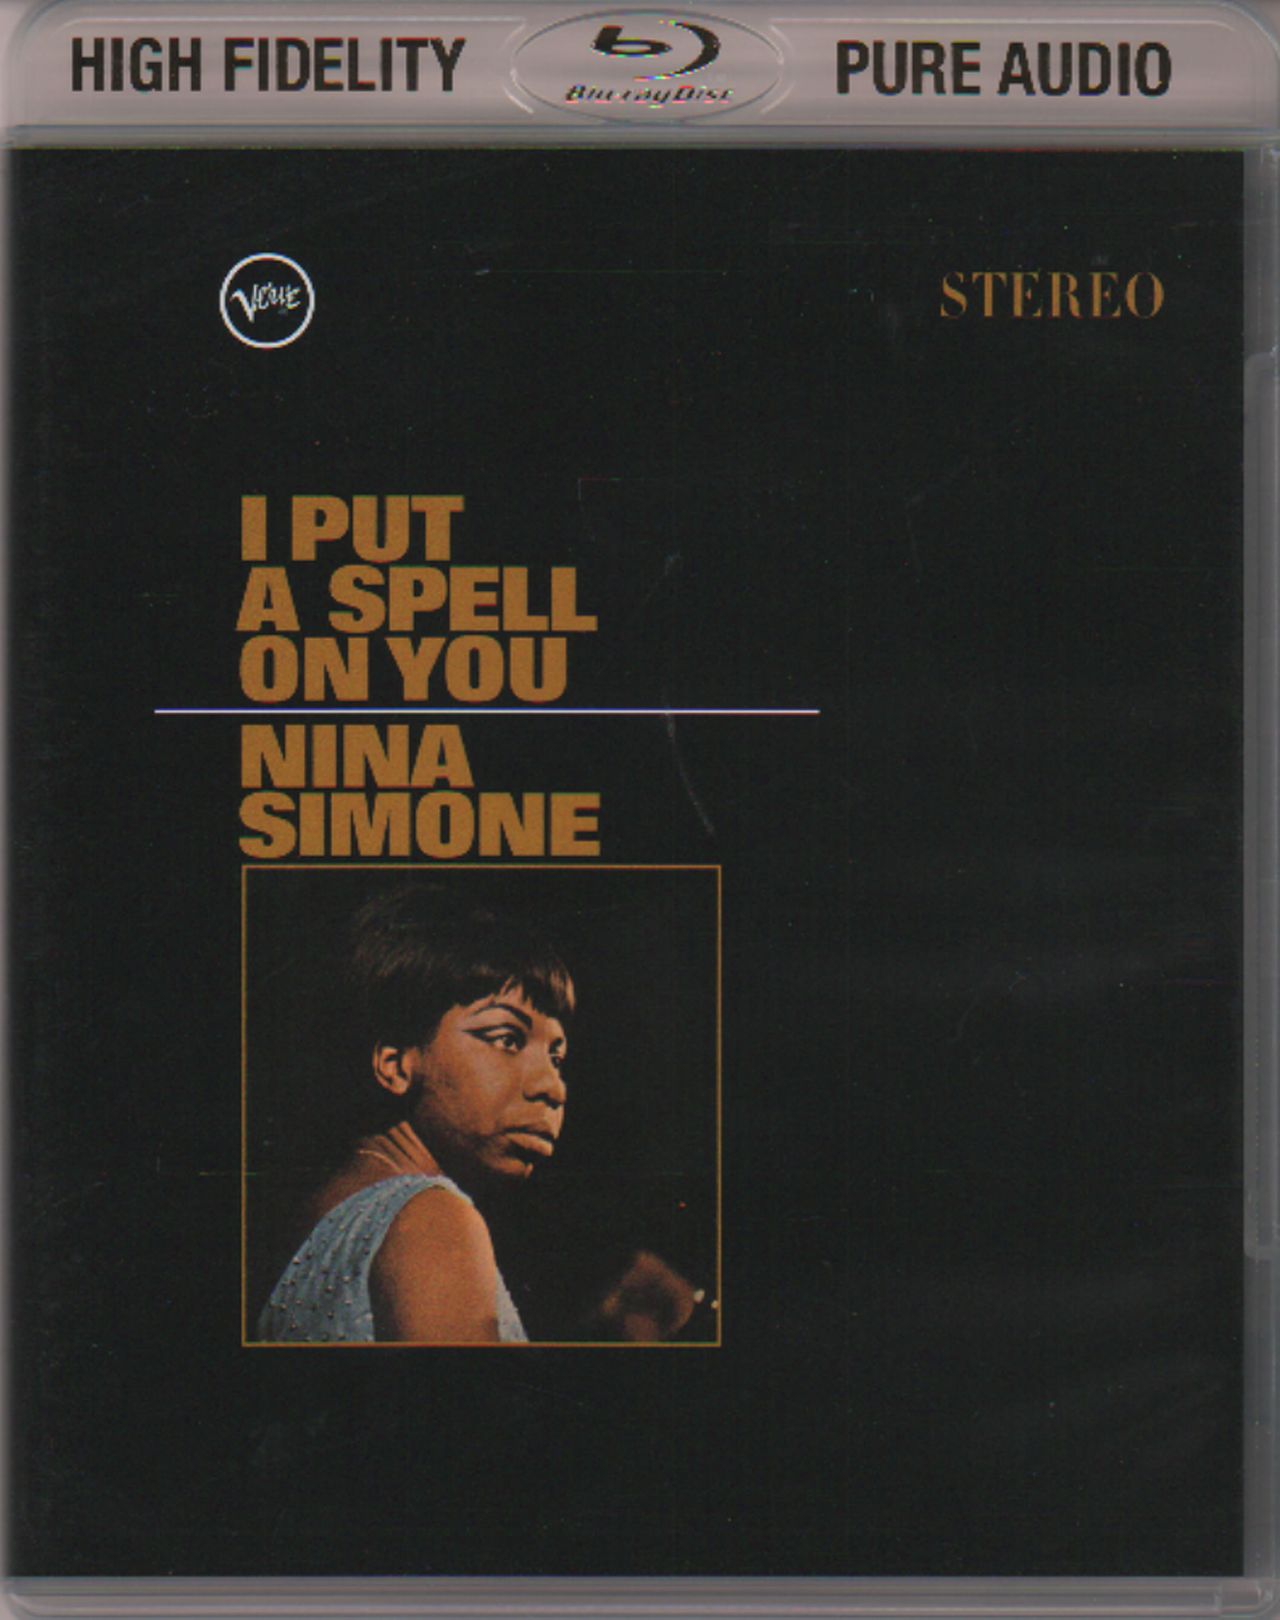 HIGH FIDELITY Blu-ray Disc PURE AUDIO
Verve
STEREO
I PUT
A SPELL
ON YOU
NINA
SIMONE